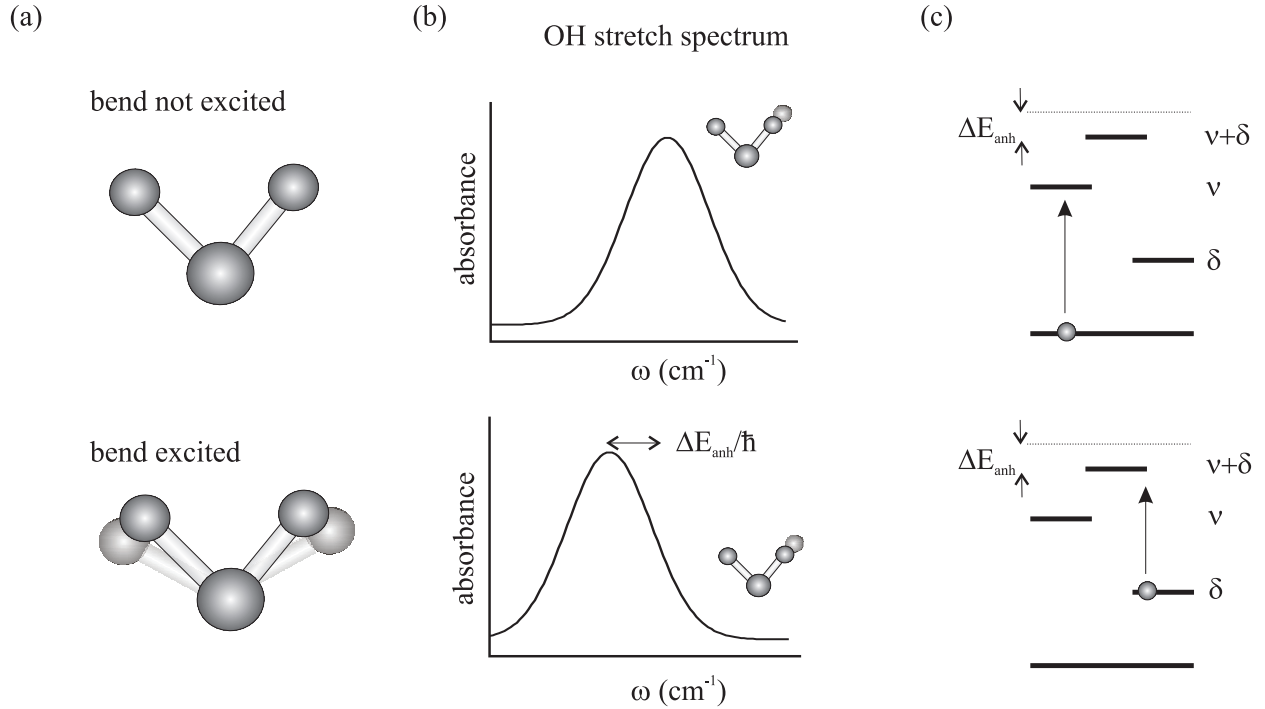 (a)
(b)
(c)
OH stretch spectrum
bend not excited
absorbance
ω (cm⁻¹)
ΔE_anh
ν+δ
ν
δ
bend excited
ΔE_anh/ħ
absorbance
ω (cm⁻¹)
ΔE_anh
ν+δ
ν
δ